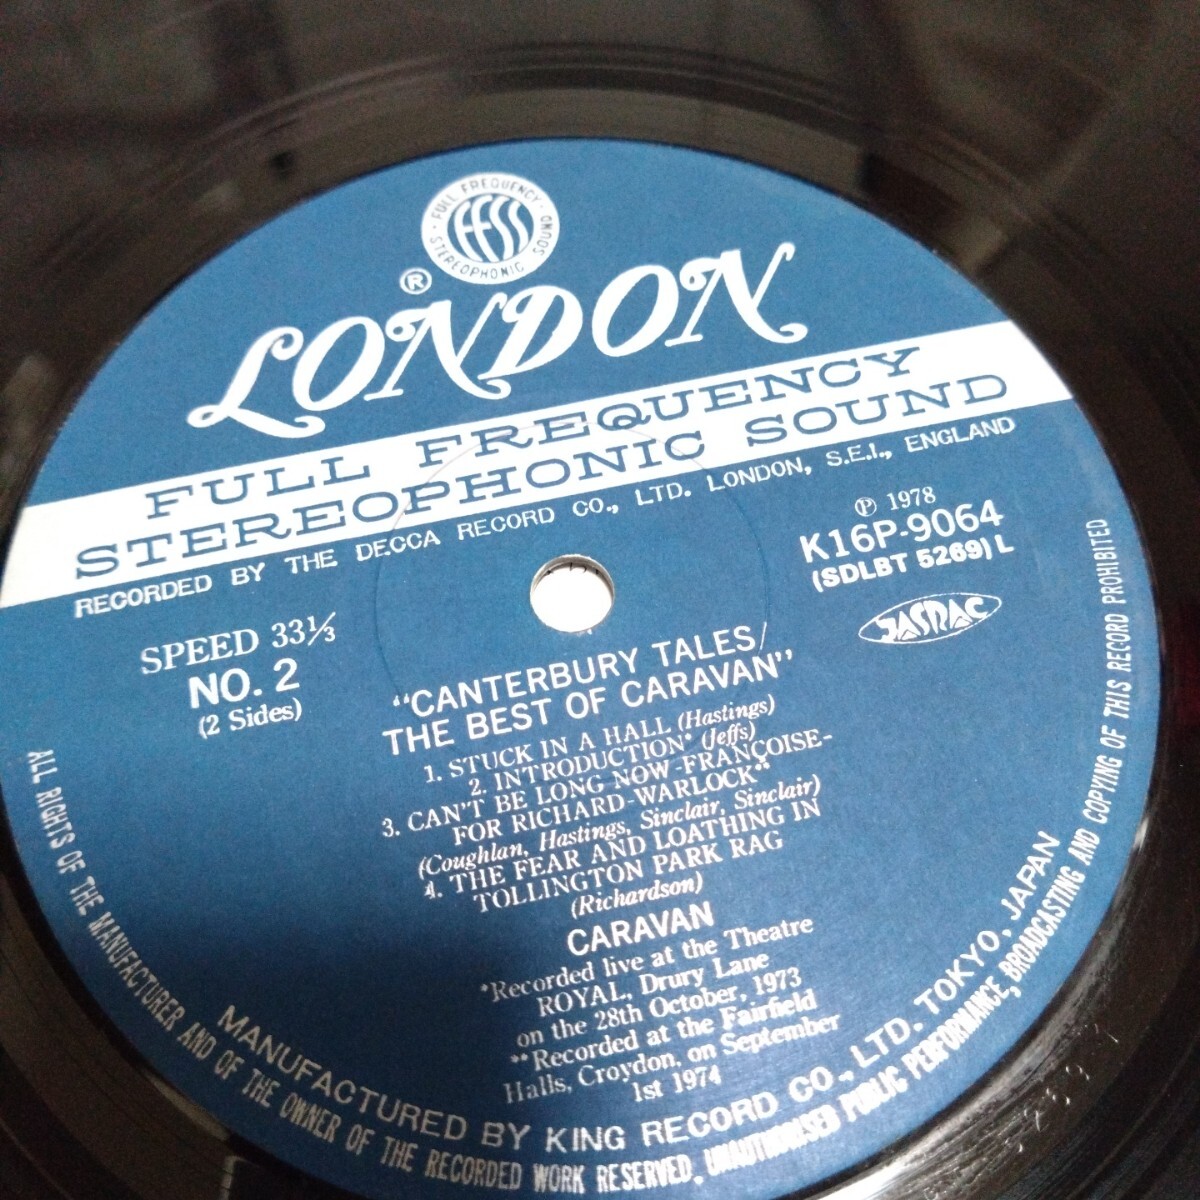 FULL FREQUENCY
FFSS
STEREOPHONIC SOUND
®
LONDON
FULL FREQUENCY
STEREOPHONIC SOUND
RECORDED BY THE DECCA RECORD CO., LTD. LONDON, S.E.I., ENGLAND
℗ 1978
K16P-9064
(SDLBT 5269) L
JASRAC
SPEED 33⅓
NO. 2
(2 Sides)
"CANTERBURY TALES/
THE BEST OF CARAVAN"
1. STUCK IN A HALL (Hastings)
2. INTRODUCTION* (Jeffs)
3. CAN'T BE LONG NOW-FRANÇOISE-
FOR RICHARD-WARLOCK**
(Coughlan, Hastings, Sinclair, Sinclair)
4. THE FEAR AND LOATHING IN
TOLLINGTON PARK RAG
(Richardson)
CARAVAN
*Recorded live at the Theatre
ROYAL, Drury Lane
on the 28th October, 1973
**Recorded at the Fairfield
Halls, Croydon, on September
1st 1974
MANUFACTURED BY KING RECORD CO., LTD. TOKYO, JAPAN
ALL RIGHTS OF THE MANUFACTURER AND OF THE OWNER OF THE RECORDED WORK RESERVED. UNAUTHORISED PUBLIC PERFORMANCE, BROADCASTING AND COPYING OF THIS RECORD PROHIBITED